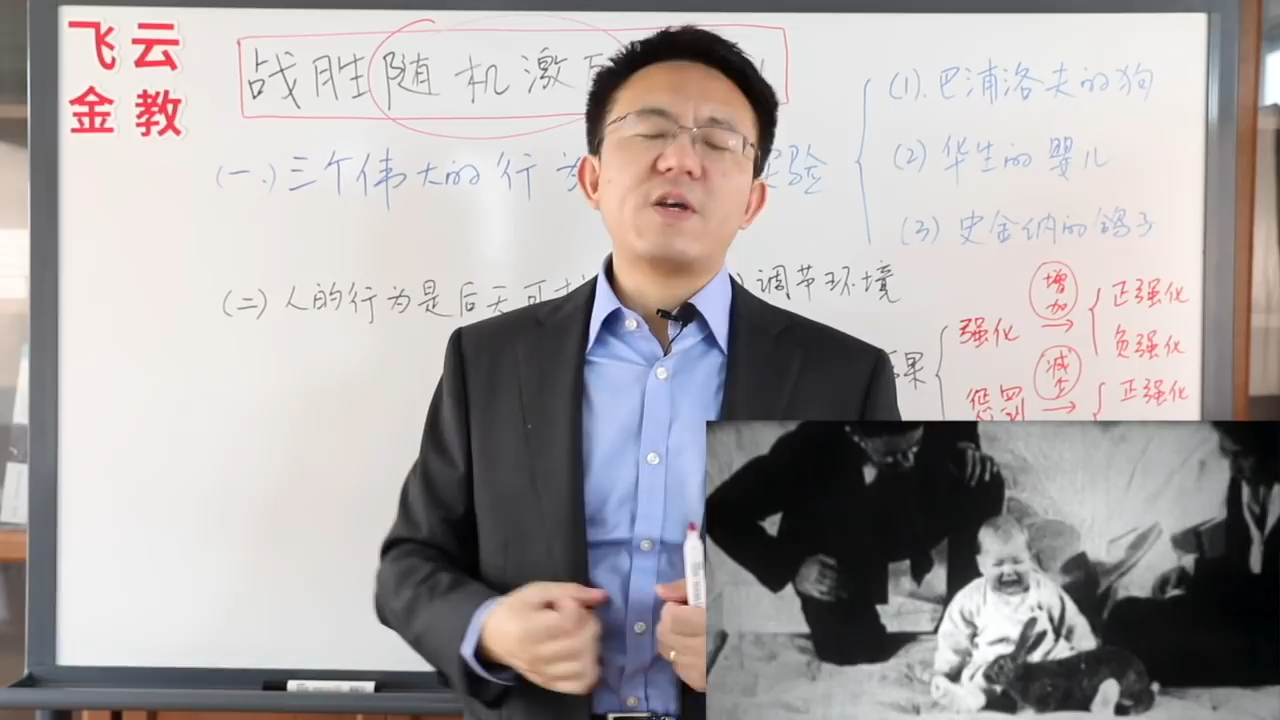 飞云
金教
战胜随机激
(一.)三个伟大的行为
验
(1).巴浦洛夫的狗
(2)华生的婴儿
(3)史金纳的鸽子
(二)人的行为是后天可
调节环境
果
强化
增加
正强化
负强化
惩罚
减少
正强化